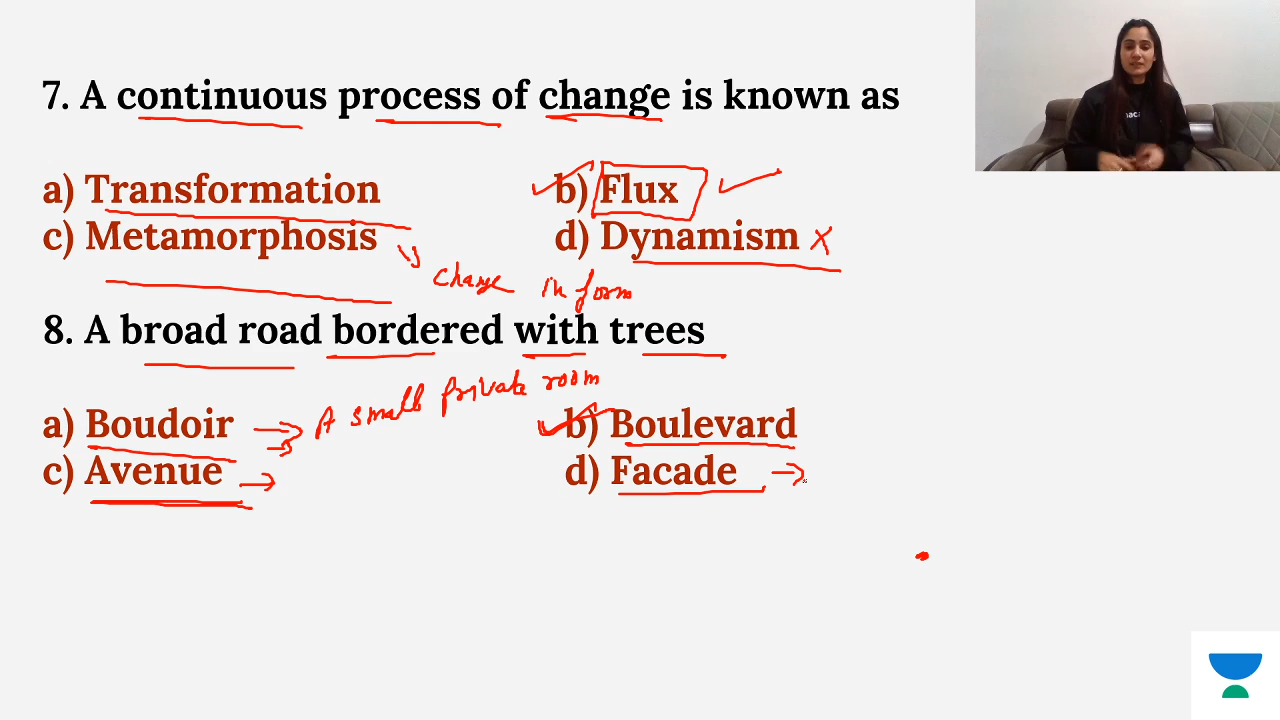 7. A continuous process of change is known as
a) Transformation b) Flux
c) Metamorphosis d) Dynamism x
change in form
8. A broad road bordered with trees
A small private room
a) Boudoir b) Boulevard
c) Avenue d) Facade